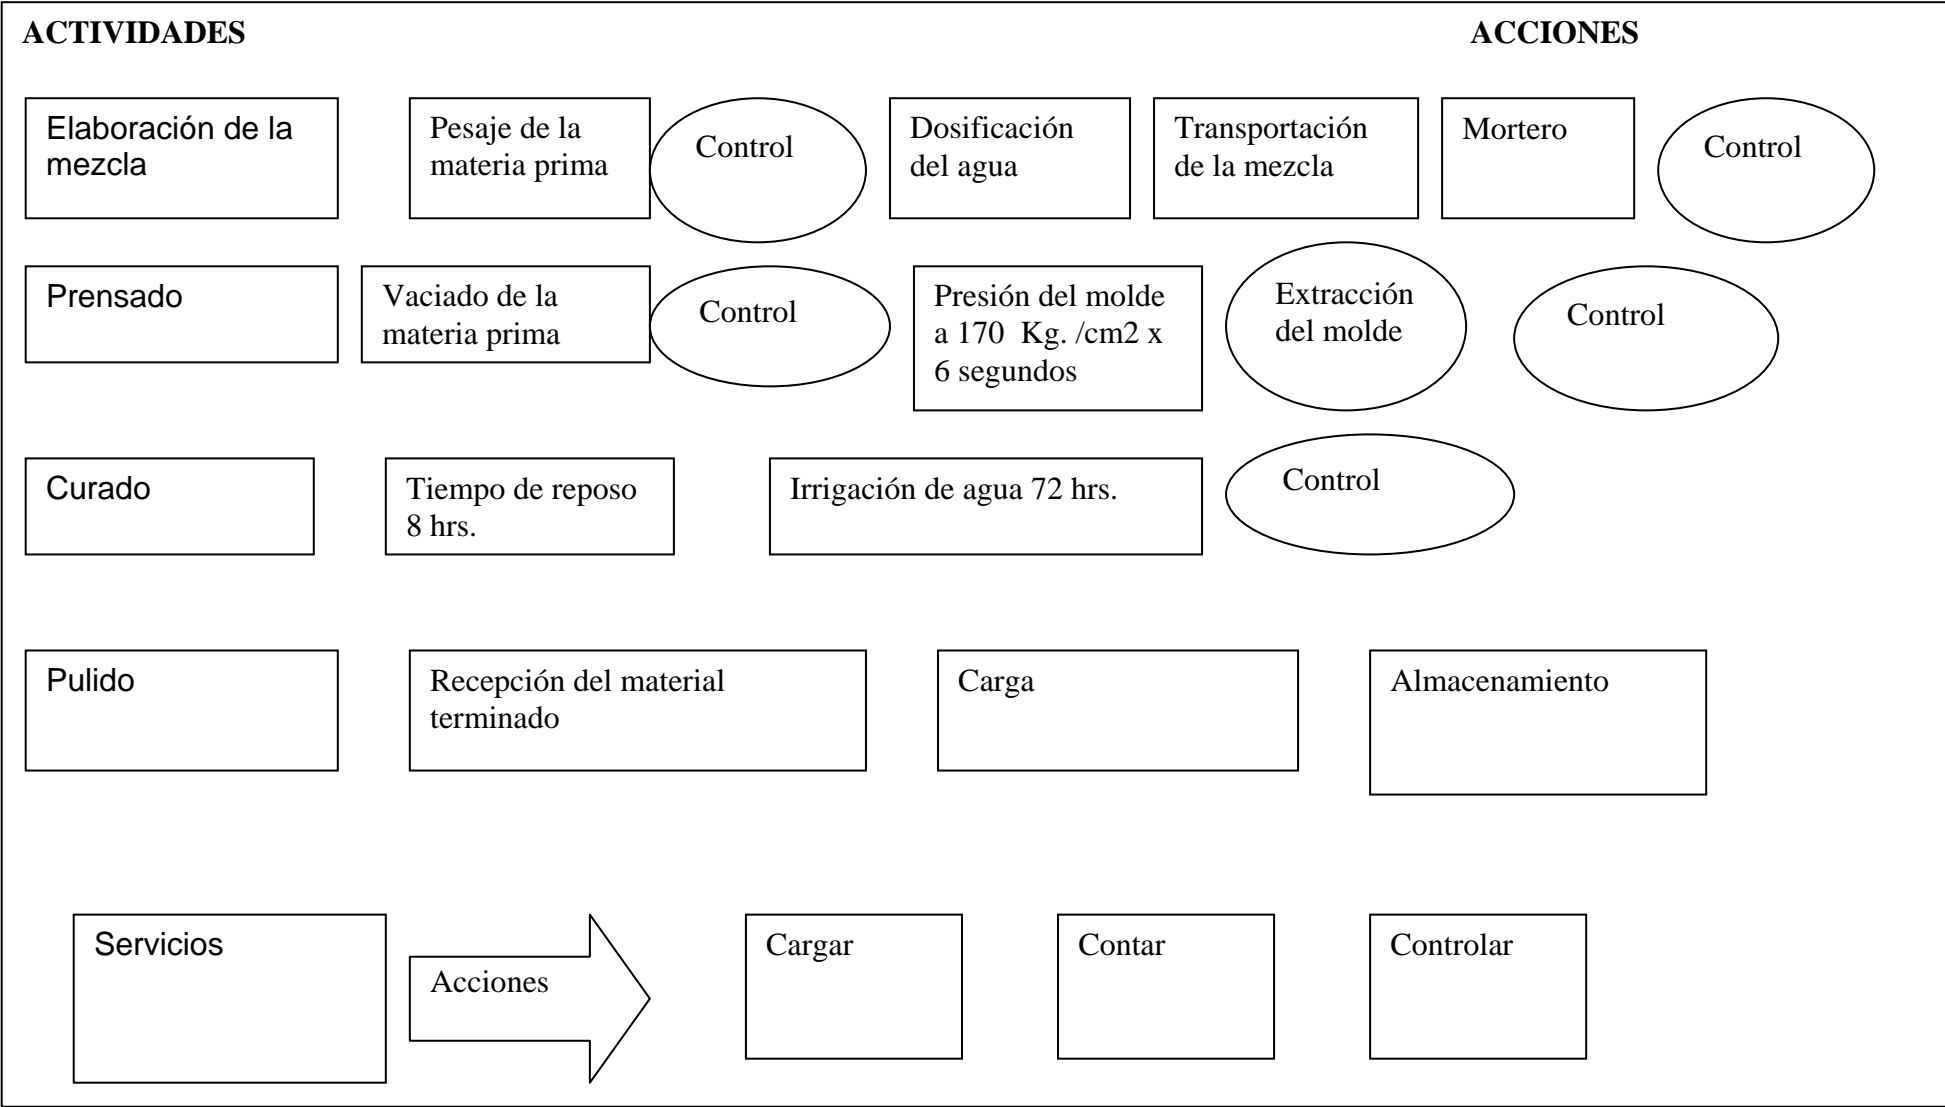 ACTIVIDADES
ACCIONES
Elaboración de la
mezcla
Pesaje de la
materia prima
Control
Dosificación
del agua
Transportación
de la mezcla
Mortero
Control
Prensado
Vaciado de la
materia prima
Control
Presión del molde
a 170  Kg. /cm2 x
6 segundos
Extracción
del molde
Control
Curado
Tiempo de reposo
8 hrs.
Irrigación de agua 72 hrs.
Control
Pulido
Recepción del material
terminado
Carga
Almacenamiento
Servicios
Acciones
Cargar
Contar
Controlar